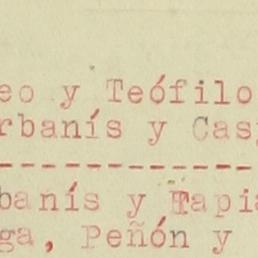 eo y Teófilo
rbanís y Cas
---------------
banís y Tapia
ga, Peñón y